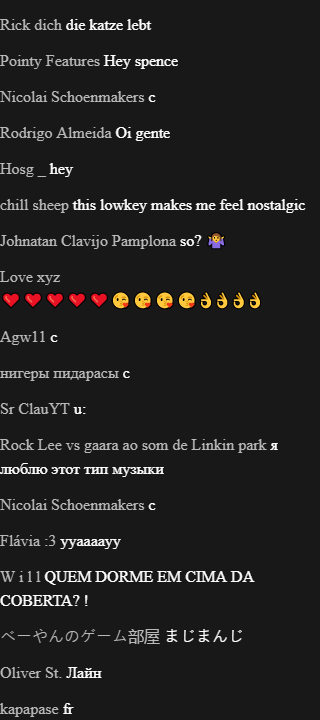 Rick dich die katze lebt
Pointy Features Hey spence
Nicolai Schoenmakers c
Rodrigo Almeida Oi gente
Hosg _ hey
chill sheep this lowkey makes me feel nostalgic
Johnatan Clavijo Pamplona so? 🤷‍♀️
Love xyz
❤❤❤❤❤😘😘😘😘👌👌👌👌
Agw11 c
нигеры пидарасы c
Sr ClauYT u:
Rock Lee vs gaara ao som de Linkin park я
люблю этот тип музыки
Nicolai Schoenmakers c
Flávia :3 yyaaaayy
W i l l QUEM DORME EM CIMA DA
COBERTA? !
べーやんのゲーム部屋 まじまんじ
Oliver St. Лайн
kapapase fr